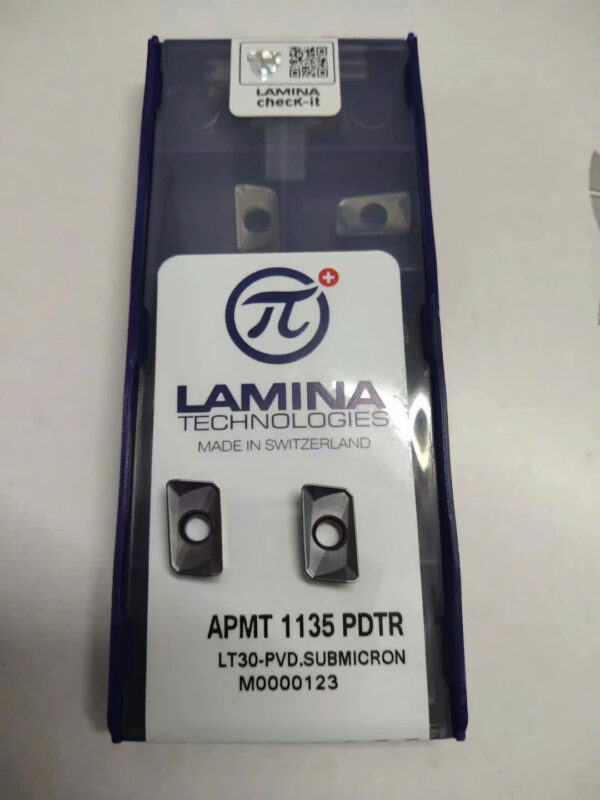 LAMINA
check-it
π
LAMINA
TECHNOLOGIES
MADE IN SWITZERLAND
APMT 1135 PDTR
LT30-PVD.SUBMICRON
M0000123